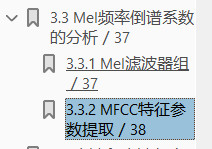 3.3 Mel频率倒谱系数
的分析 / 37
3.3.1 Mel滤波器组
/ 37
3.3.2 MFCC特征参
数提取 / 38